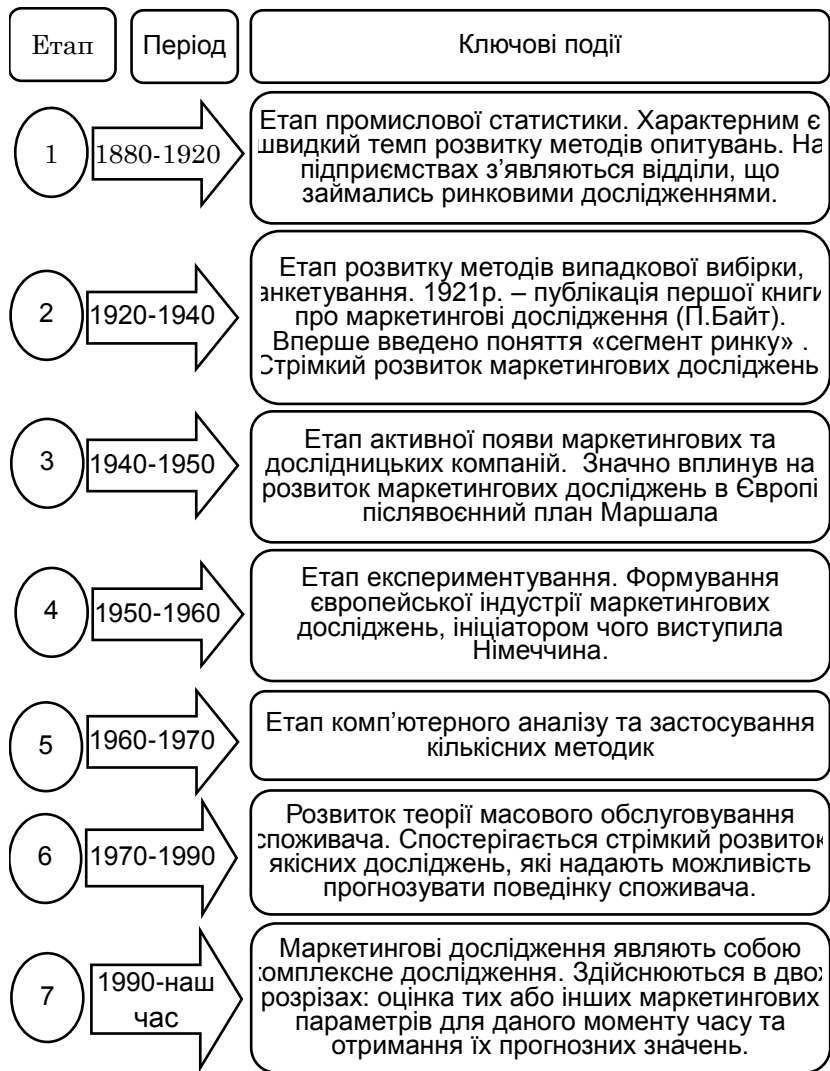 Етап Період Ключові події
1 1880-1920
Етап промислової статистики. Характерним є
швидкий темп розвитку методів опитувань. На
підприємствах з’являються відділи, що
займались ринковими дослідженнями.
2 1920-1940
Етап розвитку методів випадкової вибірки,
анкетування. 1921р. – публікація першої книги
про маркетингові дослідження (П.Байт).
Вперше введено поняття «сегмент ринку» .
Стрімкий розвиток маркетингових досліджень
3 1940-1950
Етап активної появи маркетингових та
дослідницьких компаній. Значно вплинув на
розвиток маркетингових досліджень в Європі
післявоєнний план Маршала
4 1950-1960
Етап експериментування. Формування
європейської індустрії маркетингових
досліджень, ініціатором чого виступила
Німеччина.
5 1960-1970
Етап комп’ютерного аналізу та застосування
кількісних методик
6 1970-1990
Розвиток теорії масового обслуговування
споживача. Спостерігається стрімкий розвиток
якісних досліджень, які надають можливість
прогнозувати поведінку споживача.
7 1990-наш
час
Маркетингові дослідження являють собою
комплексне дослідження. Здійснюються в двох
розрізах: оцінка тих або інших маркетингових
параметрів для даного моменту часу та
отримання їх прогнозних значень.